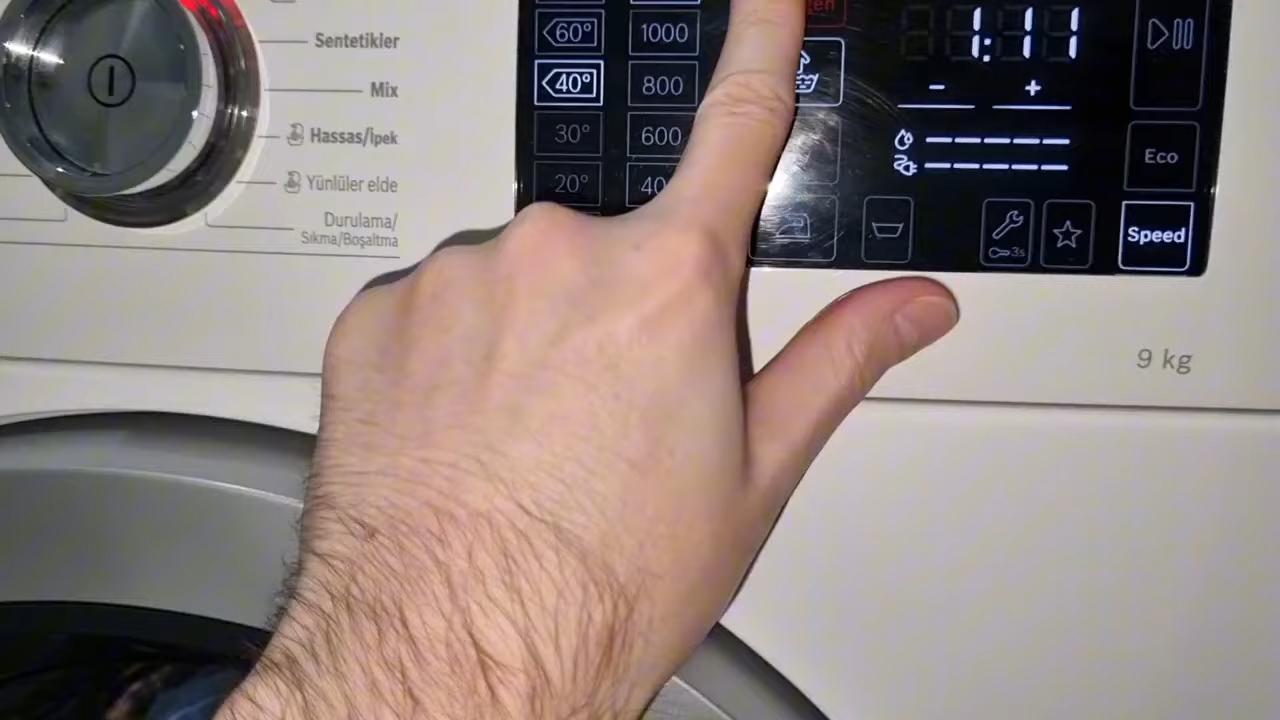 Sentetikler
Mix
Hassas/İpek
Yünlüler elde
Durulama/
Sıkma/Boşaltma
60°
40°
30°
20°
1000
800
600
1:11
- +
Eco
Speed
3s
9 kg